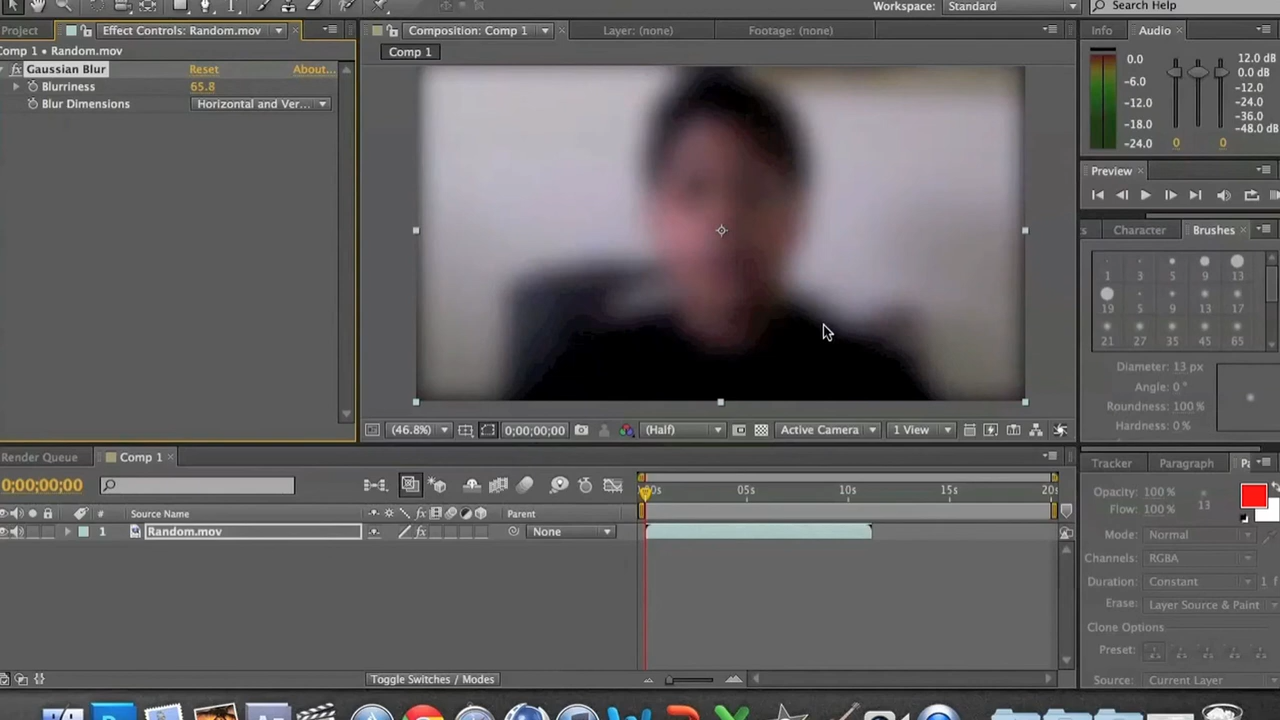 Workspace: Standard
Search Help
Project
Effect Controls: Random.mov
Composition: Comp 1
Layer: (none)
Footage: (none)
Info
Audio
Comp 1 • Random.mov
Comp 1
Gaussian Blur Reset About...
Blurriness 65.8
Blur Dimensions Horizontal and Ver...
0.0
-6.0
-12.0
-18.0
-24.0
12.0 dB
0.0 dB
-12.0
-24.0
-36.0
-48.0 dB
0 0
Preview
Character
Brushes
1 3 5 9 13
19 5 9 13 17
21 27 35 45 65
Diameter: 13 px
Angle: 0 °
Roundness: 100 %
Hardness: 0 %
(46.8%)
0;00;00;00
(Half)
Active Camera
1 View
Render Queue
Comp 1
0;00;00;00
00s 05s 10s 15s 20s
# Source Name
Parent
1 Random.mov
fx
None
Toggle Switches / Modes
Tracker
Paragraph
Opacity: 100 %
Flow: 100 %
13
Mode: Normal
Channels: RGBA
Duration: Constant 1 f
Erase: Layer Source & Paint
Clone Options
Preset:
Source: Current Layer